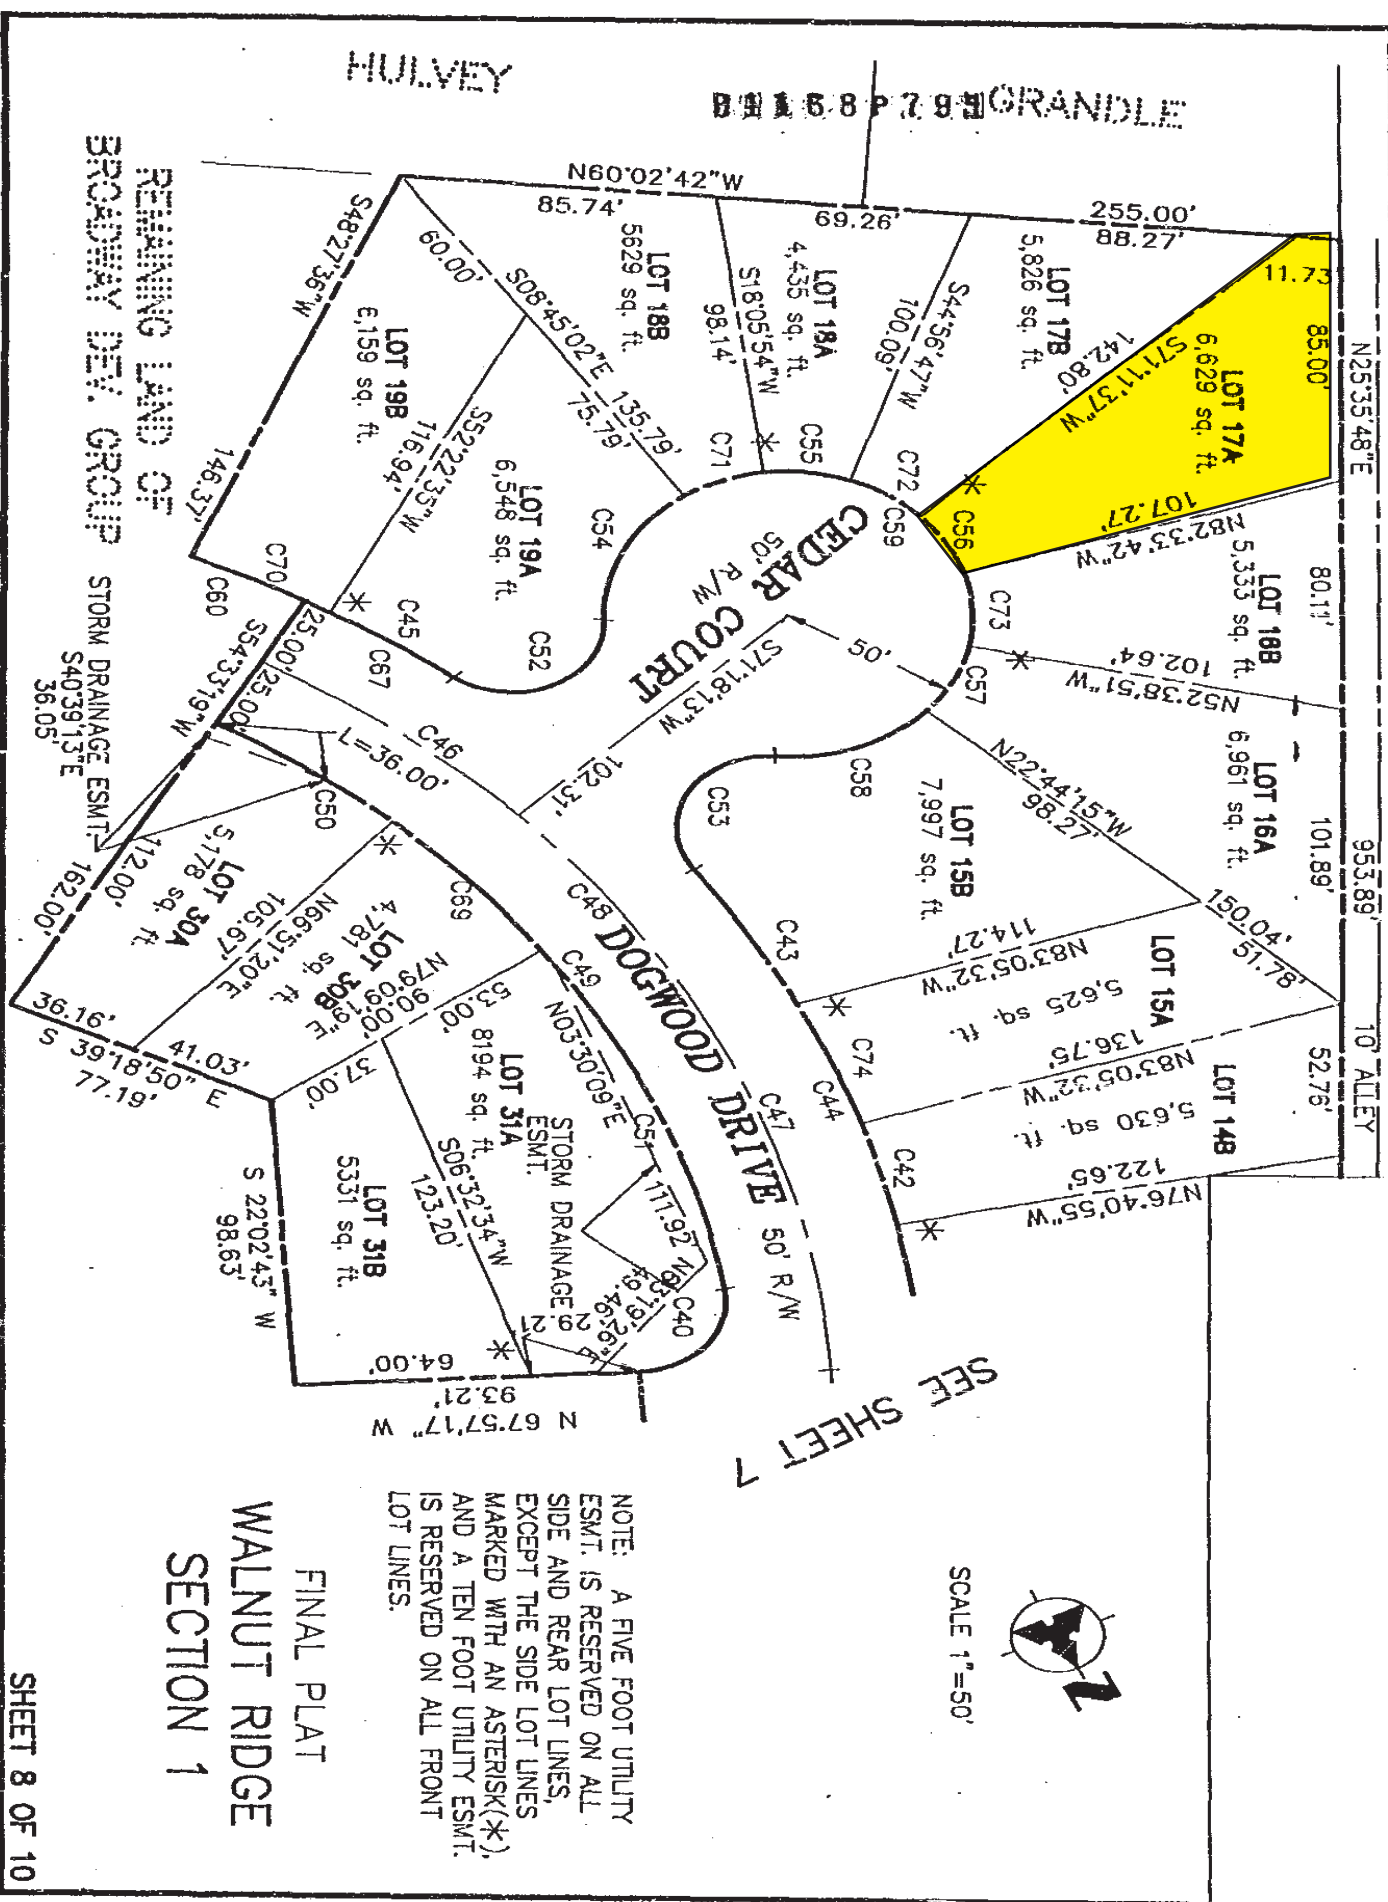 HULVEY
GRANDLE
N60°02'42"W
255.00'
85.74'
69.26'
88.27'
11.73
85.00'
N25°35'48"E
953.89'
10' ALLEY
80.11'
101.89'
52.76'
REMAINING LAND OF
BROADWAY DEV. GROUP
S48°27'36"W
146.37'
LOT 19B
6,159 sq. ft.
60.00'
S08°45'02"E
135.79'
75.79'
LOT 18B
5629 sq. ft.
S18°05'54"W
98.14'
LOT 18A
4,435 sq. ft.
S44°56'47"W
100.09'
LOT 17B
5,826 sq. ft.
S71°11'37"W
142.80'
LOT 17A
6,629 sq. ft.
107.27'
N82°33'42"W
LOT 16B
5,333 sq. ft.
102.64'
N52°38'51"W
LOT 16A
6,961 sq. ft.
N22°44'15"W
98.27'
150.04'
51.78'
LOT 15B
7,997 sq. ft.
114.27'
N83°05'32"W
LOT 15A
5,625 sq. ft.
136.75'
N83°05'32"W
LOT 14B
5,630 sq. ft.
122.65'
N76°40'55"W
S52°22'35"W
116.94'
LOT 19A
6,548 sq. ft.
C70
C60
C45
C67
C52
C54
C71
C55
C72
C59
C56
C73
C57
C58
C53
C43
C74
C44
C42
CEDAR COURT
50' R/W
50'
S71°18'13"W
102.31'
25.00'
25.00'
S54°33'19"W
STORM DRAINAGE ESMT.
S40°39'13"E
36.05'
L=36.00'
C46
C50
C48
C47
C69
C49
C51
C40
DOGWOOD DRIVE
50' R/W
112.00'
162.00'
LOT 30A
5,178 sq. ft.
N66°51'20"E
105.67'
LOT 30B
4,781 sq. ft.
N79°09'19"E
90.00'
53.00'
37.00'
36.16'
41.03'
S 39°18'50" E
77.19'
LOT 31A
8194 sq. ft.
N03°30'09"E
111.92'
STORM DRAINAGE
ESMT.
49.46'
29.21'
S06°32'34"W
123.20'
LOT 31B
5331 sq. ft.
S 22°02'43" W
98.63'
64.00'
93.21'
N 67°57'17" W
SEE SHEET 7
N
SCALE 1"=50'
NOTE: A FIVE FOOT UTILITY
ESMT. IS RESERVED ON ALL
SIDE AND REAR LOT LINES,
EXCEPT THE SIDE LOT LINES
MARKED WITH AN ASTERISK(*),
AND A TEN FOOT UTILITY ESMT.
IS RESERVED ON ALL FRONT
LOT LINES.
FINAL PLAT
WALNUT RIDGE
SECTION 1
SHEET 8 OF 10